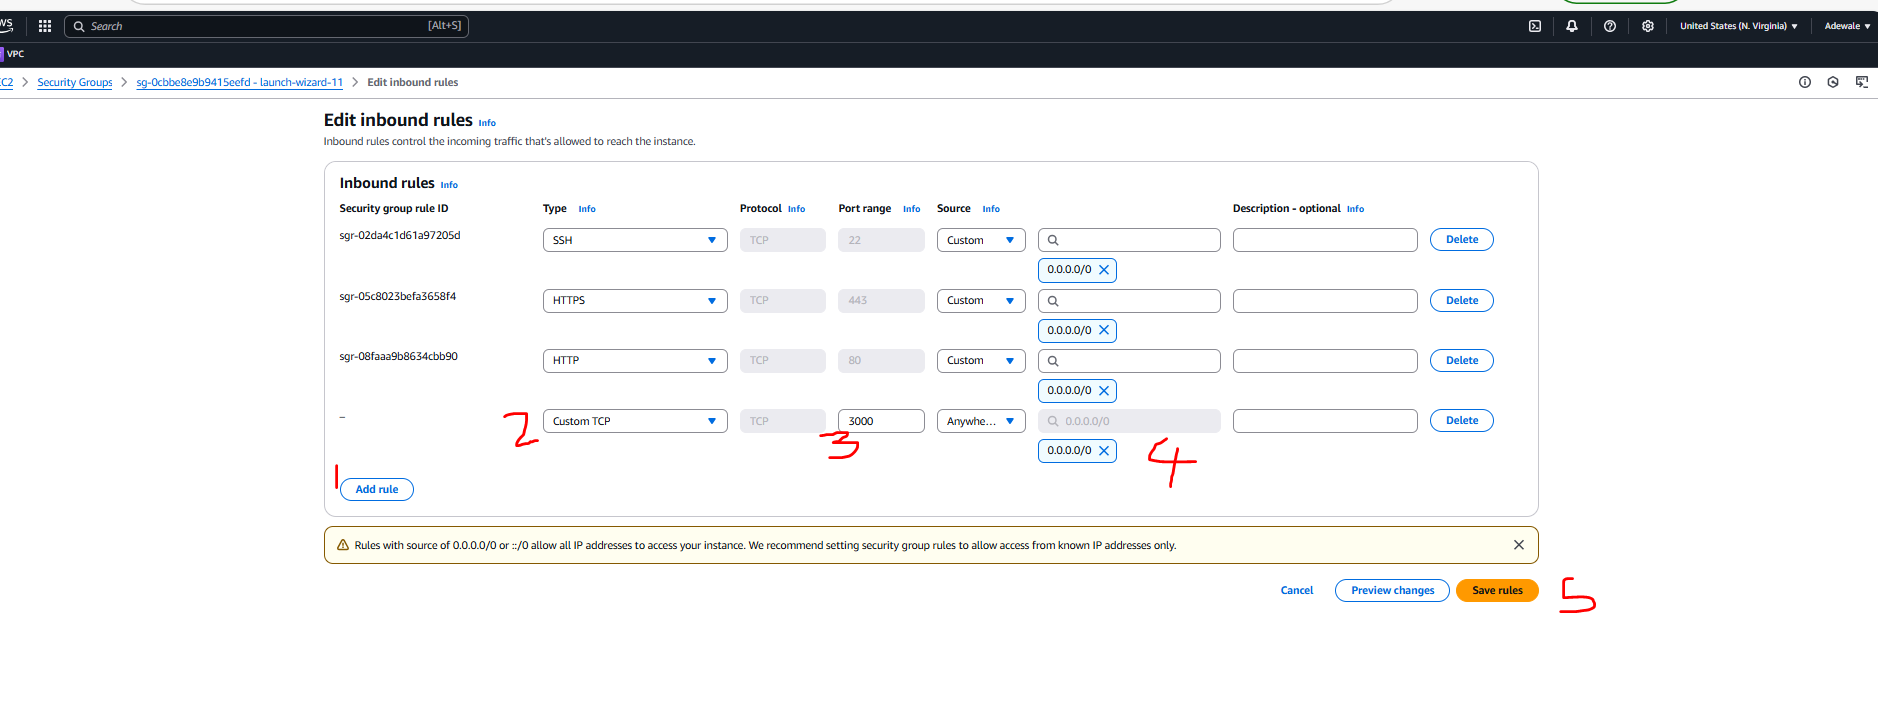 Search [Alt+S] United States (N. Virginia) Adewale
VPC
Security Groups > sg-0cbbe8e9b9415eefd - launch-wizard-11 > Edit inbound rules
Edit inbound rules Info
Inbound rules control the incoming traffic that's allowed to reach the instance.
Inbound rules Info
Security group rule ID Type Info Protocol Info Port range Info Source Info Description - optional Info
sgr-02da4c1d61a97205d SSH TCP 22 Custom Delete
0.0.0.0/0
sgr-05c8023befa3658f4 HTTPS TCP 443 Custom Delete
0.0.0.0/0
sgr-08faaa9b8634cbb90 HTTP TCP 80 Custom Delete
0.0.0.0/0
– 2 Custom TCP TCP 3000 Anywhe... 0.0.0.0/0 Delete
3 0.0.0.0/0 4
1 Add rule
Rules with source of 0.0.0.0/0 or ::/0 allow all IP addresses to access your instance. We recommend setting security group rules to allow access from known IP addresses only.
Cancel Preview changes Save rules 5